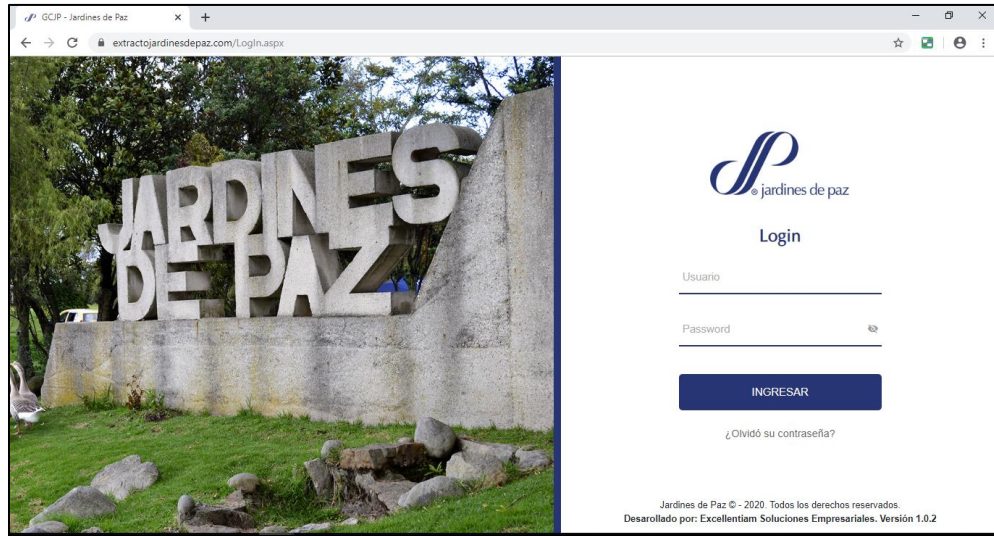 GCJP - Jardines de Paz
extractojardinesdepaz.com/LogIn.aspx
JARDINES
DE PAZ
jardines de paz
Login
Usuario
Password
INGRESAR
¿Olvidó su contraseña?
Jardines de Paz © - 2020. Todos los derechos reservados.
Desarollado por: Excellentiam Soluciones Empresariales. Versión 1.0.2